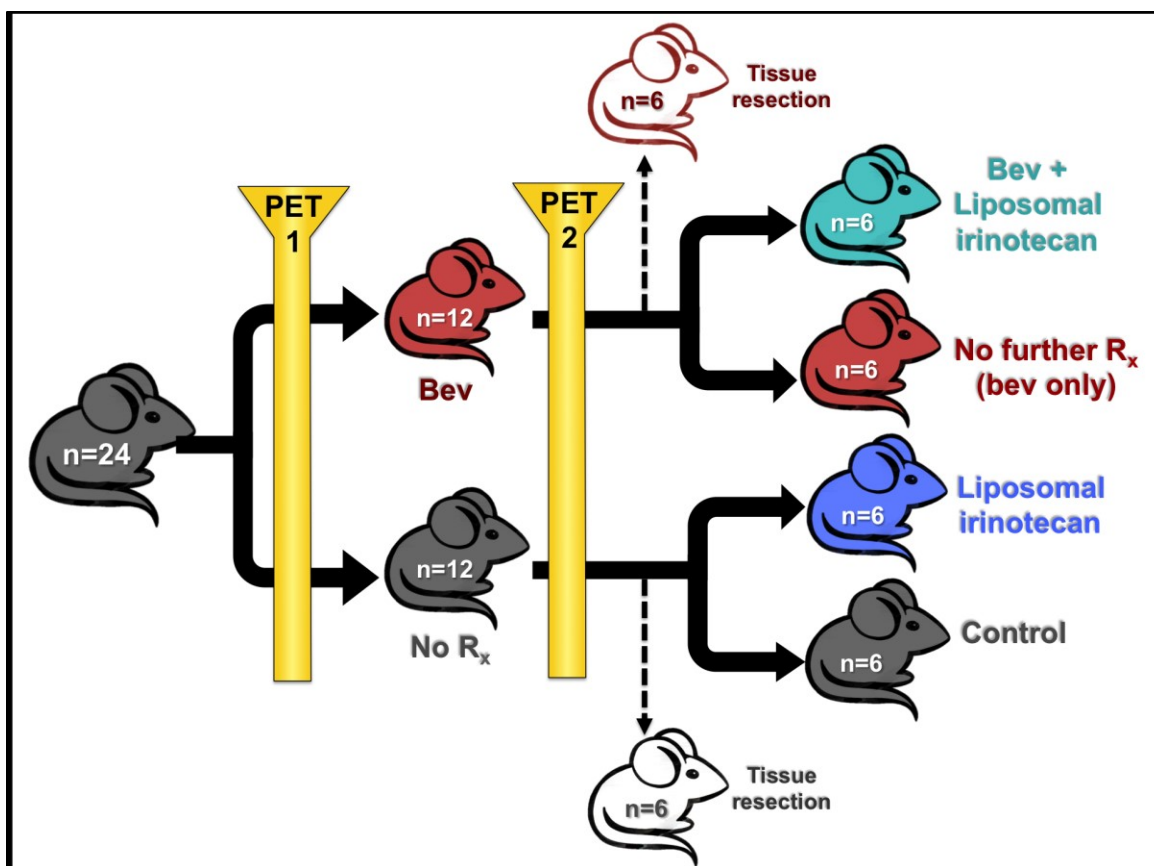 n=6
Tissue
resection
PET
1
PET
2
n=6
Bev +
Liposomal
irinotecan
n=12
Bev
n=6
No further Rx
(bev only)
n=24
n=12
No Rx
n=6
Liposomal
irinotecan
n=6
Control
n=6
Tissue
resection